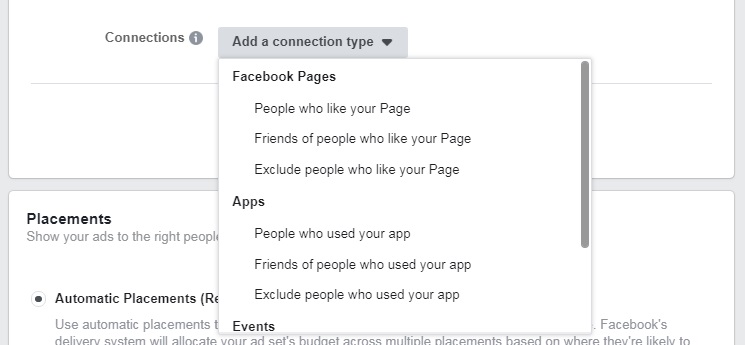 Connections
Add a connection type
Facebook Pages
People who like your Page
Friends of people who like your Page
Exclude people who like your Page
Apps
People who used your app
Friends of people who used your app
Exclude people who used your app
Events
Placements
Show your ads to the right people
Automatic Placements (Re
Use automatic placements t . Facebook's
delivery system will allocate your ad set's budget across multiple placements based on where they're likely to